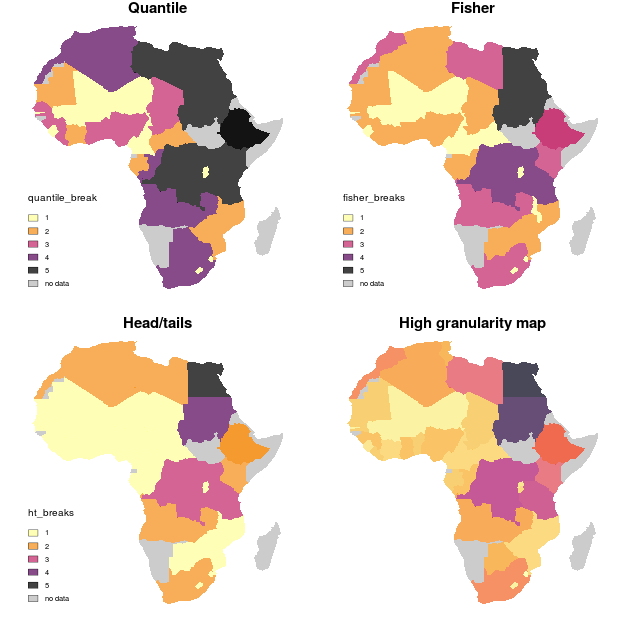 Quantile
quantile_break
1
2
3
4
5
no data
Fisher
fisher_breaks
1
2
3
4
5
no data
Head/tails
ht_breaks
1
2
3
4
5
no data
High granularity map